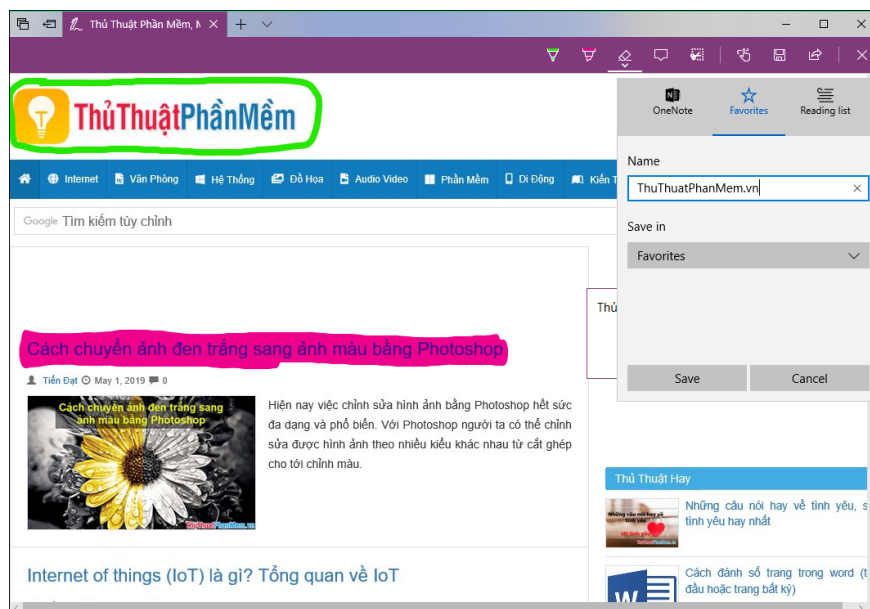 Thủ Thuật Phần Mềm, M
OneNote
Favorites
Reading list
Name
ThuThuatPhanMem.vn
Save in
Favorites
Save
Cancel
ThủThuậtPhầnMềm
Internet
Văn Phòng
Hệ Thống
Đồ Họa
Audio Video
Phần Mềm
Di Động
Kiến T
Google Tìm kiếm tùy chỉnh
Thủ
Cách chuyển ảnh đen trắng sang ảnh màu bằng Photoshop
Tiến Đạt May 1, 2019 0
Cách chuyển ảnh đen trắng sang
ảnh màu bằng Photoshop
ThuThuatPhanMem.vn
Hiện nay việc chỉnh sửa hình ảnh bằng Photoshop hết sức
đa dạng và phổ biến. Với Photoshop người ta có thể chỉnh
sửa được hình ảnh theo nhiều kiểu khác nhau từ cắt ghép
cho tới chỉnh màu.
Internet of things (IoT) là gì? Tổng quan về IoT
Thủ Thuật Hay
Những câu nói hay về tình yêu, s
tình yêu hay nhất
Cách đánh số trang trong word (t
đầu hoặc trang bất kỳ)